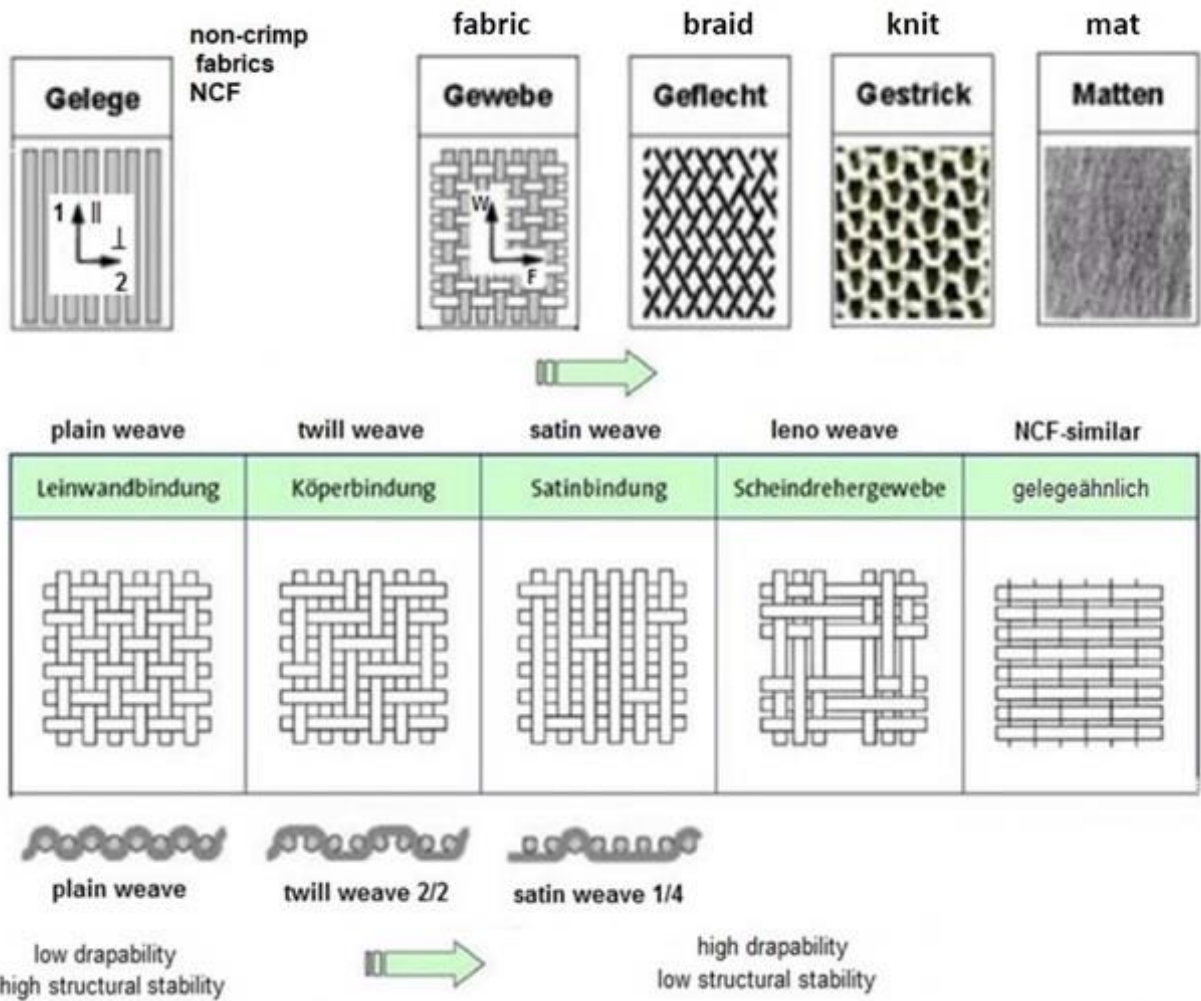 non-crimp
fabrics
NCF
fabric
braid
knit
mat
Gelege
Gewebe
Geflecht
Gestrick
Matten
1 ||
⊥
2
W
F
plain weave
twill weave
satin weave
leno weave
NCF-similar
Leinwandbindung
Köperbindung
Satinbindung
Scheindrehergewebe
gelegeähnlich
plain weave
twill weave 2/2
satin weave 1/4
low drapability
high structural stability
high drapability
low structural stability